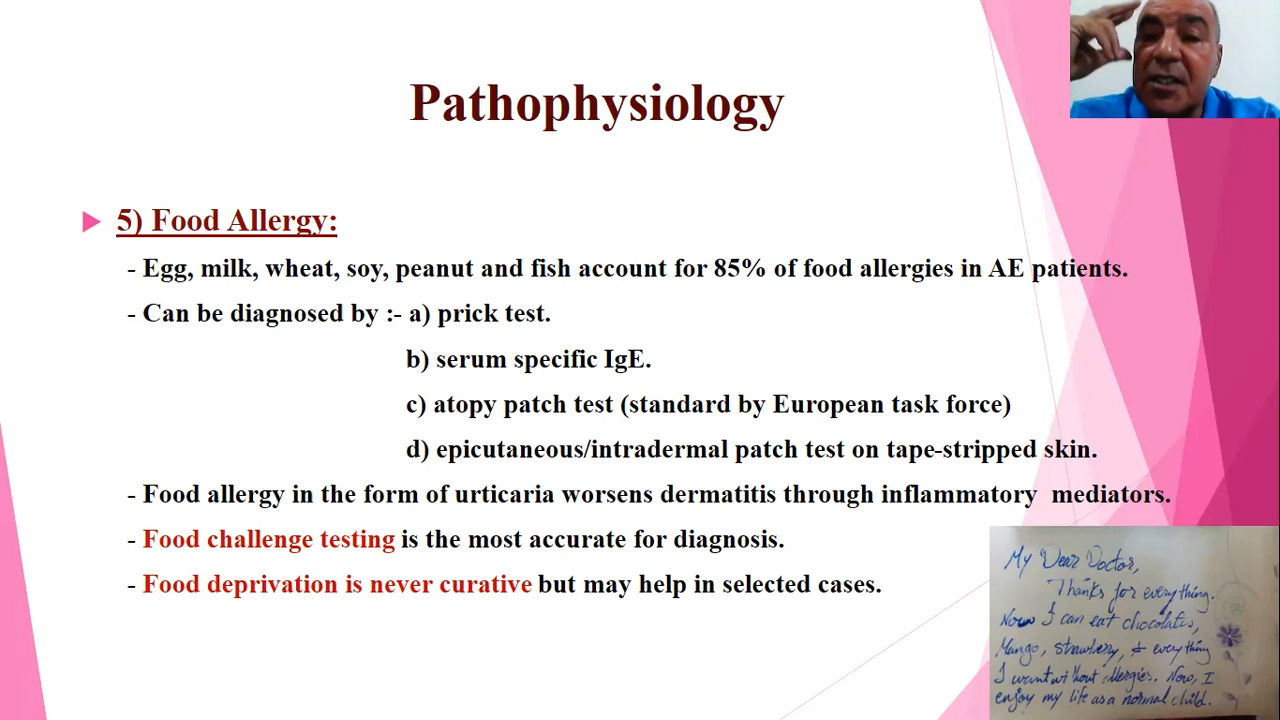 Pathophysiology
5) Food Allergy:
- Egg, milk, wheat, soy, peanut and fish account for 85% of food allergies in AE patients.
- Can be diagnosed by :- a) prick test.
b) serum specific IgE.
c) atopy patch test (standard by European task force)
d) epicutaneous/intradermal patch test on tape-stripped skin.
- Food allergy in the form of urticaria worsens dermatitis through inflammatory mediators.
- Food challenge testing is the most accurate for diagnosis.
- Food deprivation is never curative but may help in selected cases.
My Dear Doctor,
Thanks for everything.
Now I can eat chocolates,
Mango, strawberry, & everything
I want without allergies. Now, I
enjoy my life as a normal child.